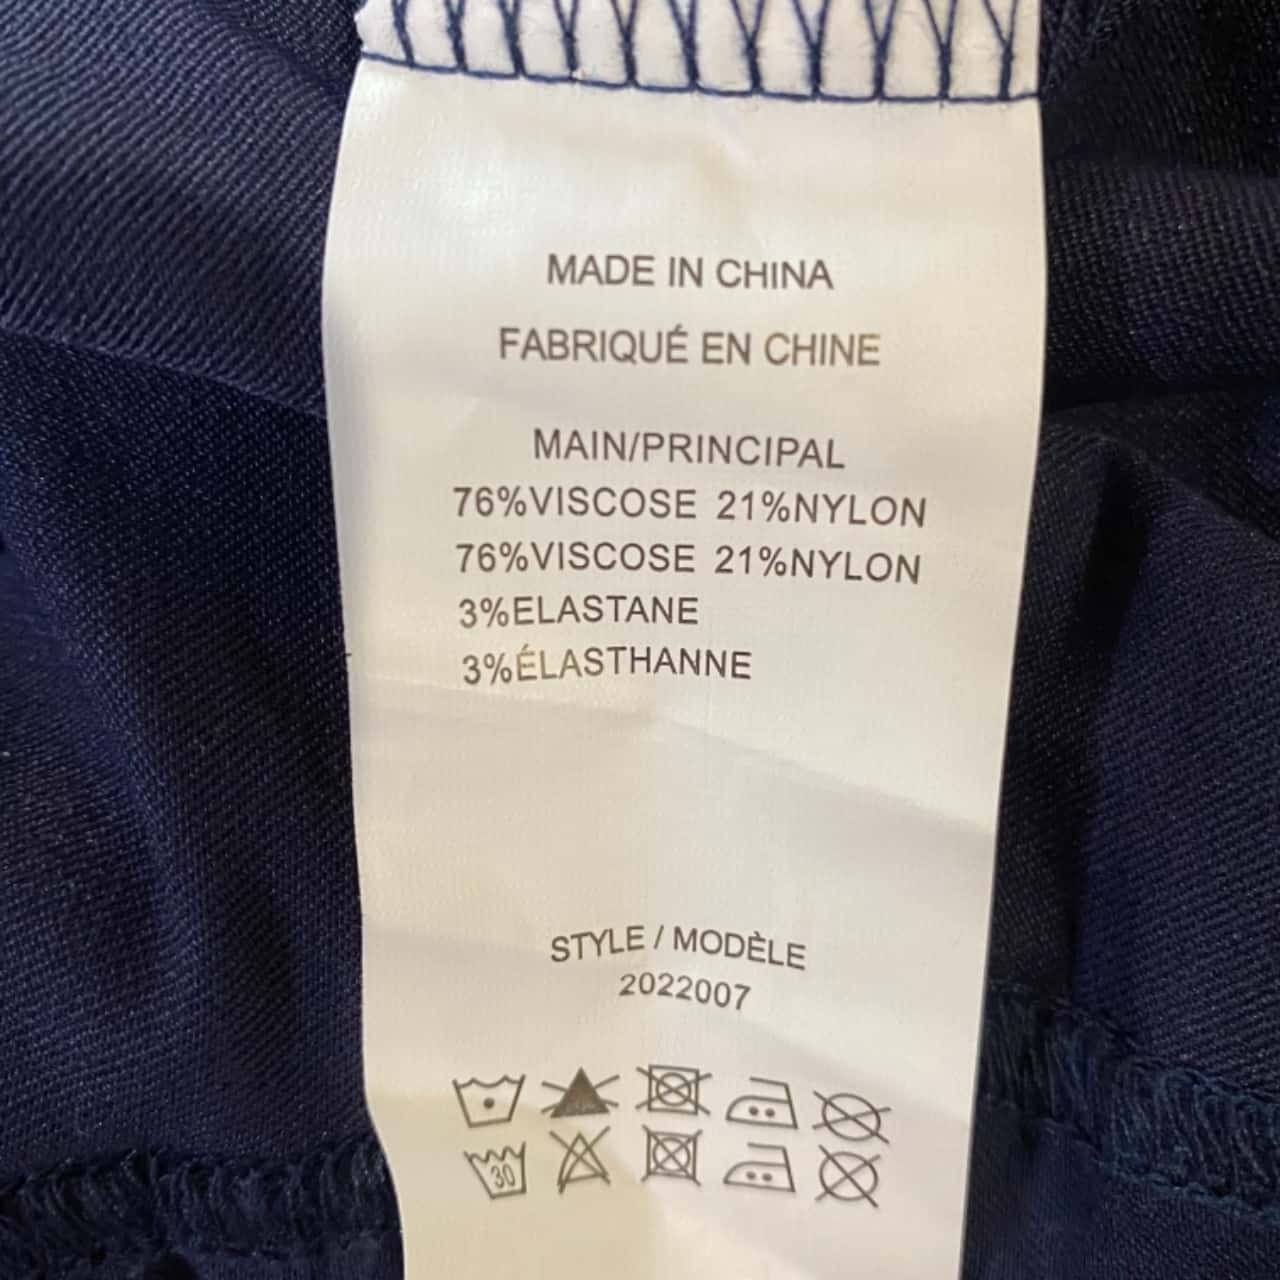 MADE IN CHINA
FABRIQUÉ EN CHINE
MAIN/PRINCIPAL
76%VISCOSE 21%NYLON
76%VISCOSE 21%NYLON
3%ELASTANE
3%ÉLASTHANNE
STYLE / MODÈLE
2022007
30